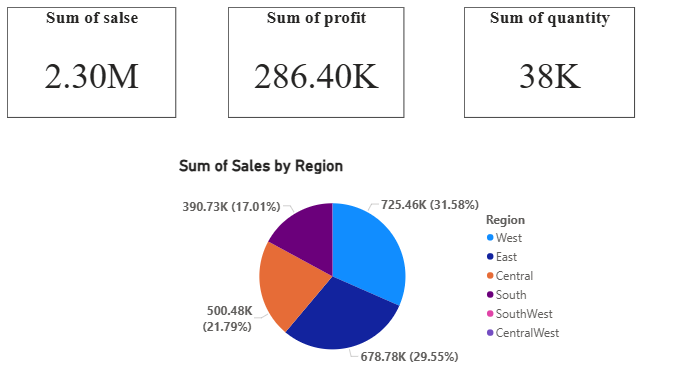 Sum of salse
2.30M
Sum of profit
286.40K
Sum of quantity
38K
Sum of Sales by Region
390.73K (17.01%)
725.46K (31.58%)
500.48K
(21.79%)
678.78K (29.55%)
Region
West
East
Central
South
SouthWest
CentralWest